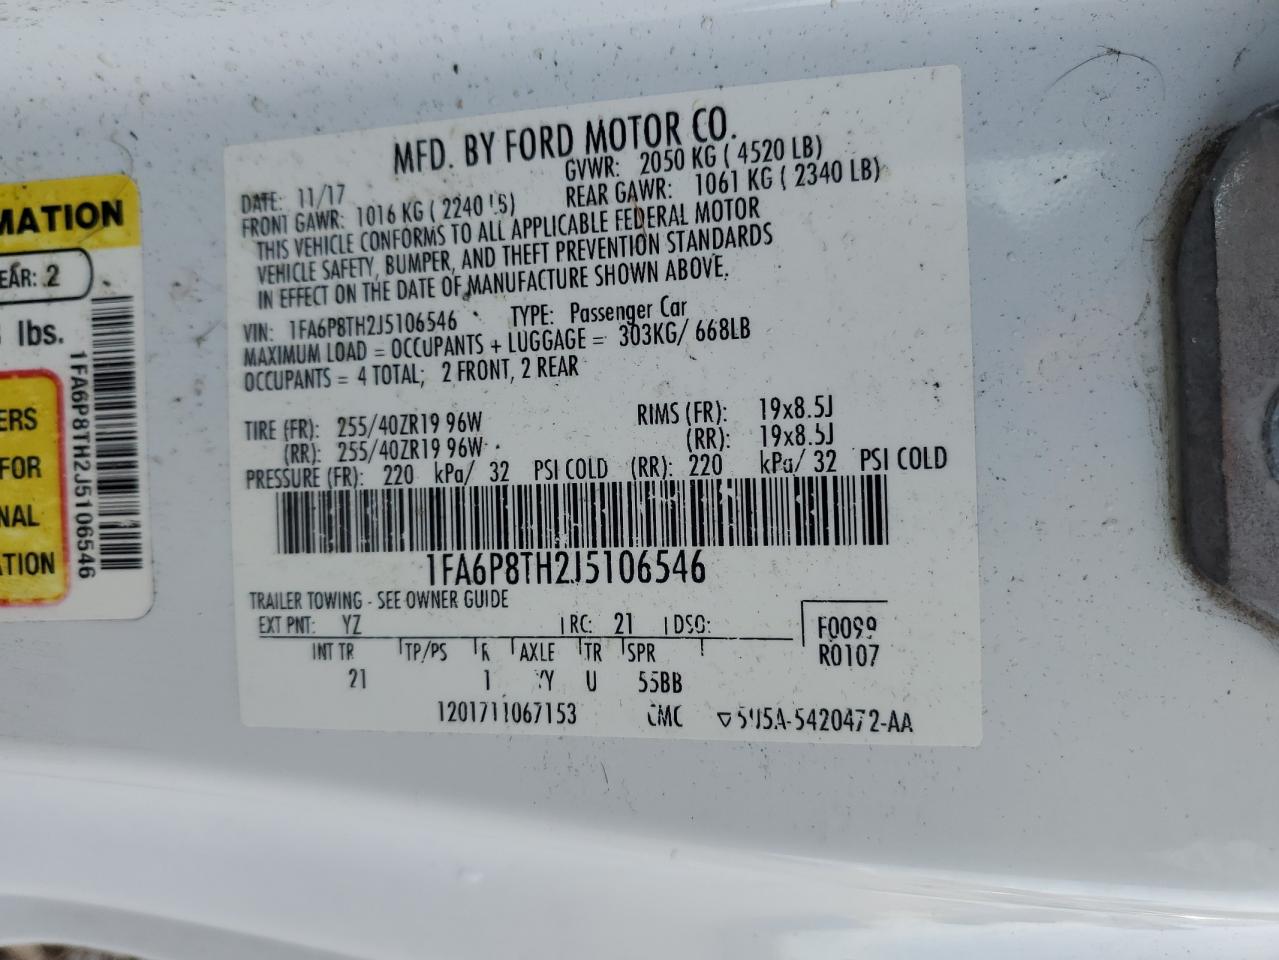 MATION
EAR: 2
lbs.
1FA6P8TH2J5106546
ERS
FOR
NAL
ATION
MFD. BY FORD MOTOR CO.
DATE: 11/17 GVWR: 2050 KG ( 4520 LB)
FRONT GAWR: 1016 KG ( 2240 LB) REAR GAWR: 1061 KG ( 2340 LB)
THIS VEHICLE CONFORMS TO ALL APPLICABLE FEDERAL MOTOR
VEHICLE SAFETY, BUMPER, AND THEFT PREVENTION STANDARDS
IN EFFECT ON THE DATE OF MANUFACTURE SHOWN ABOVE.
VIN: 1FA6P8TH2J5106546 TYPE: Passenger Car
MAXIMUM LOAD = OCCUPANTS + LUGGAGE = 303KG/ 668LB
OCCUPANTS = 4 TOTAL; 2 FRONT, 2 REAR
TIRE (FR): 255/40ZR19 96W RIMS (FR): 19x8.5J
(RR): 255/40ZR19 96W (RR): 19x8.5J
PRESSURE (FR): 220 kPa/ 32 PSI COLD (RR): 220 kPa/ 32 PSI COLD
1FA6P8TH2J5106546
TRAILER TOWING - SEE OWNER GUIDE
EXT PNT: YZ RC: 21 DSO: F0099
INT TR TP/PS R AXLE TR SPR R0107
21 1 YY U 55BB
1201711067153 CMC